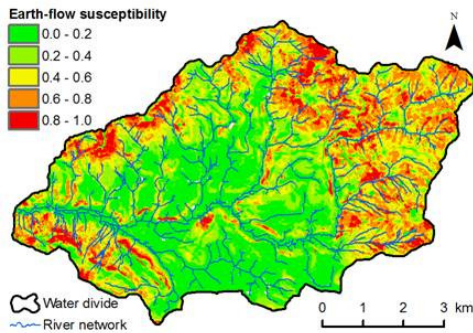 Earth-flow susceptibility
N
0.0 - 0.2
0.2 - 0.4
0.4 - 0.6
0.6 - 0.8
0.8 - 1.0
Water divide
River network
0 1 2 3 km